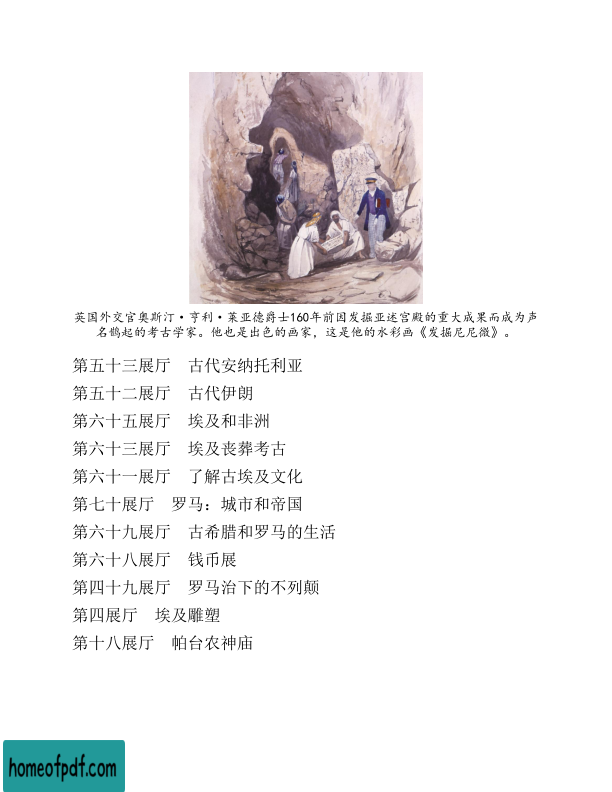 英国外交官奥斯汀·亨利·莱亚德爵士160年前因发掘亚述宫殿的重大成果而成为声
名鹊起的考古学家。他也是出色的画家，这是他的水彩画《发掘尼尼微》。
第五十三展厅　古代安纳托利亚
第五十二展厅　古代伊朗
第六十五展厅　埃及和非洲
第六十三展厅　埃及丧葬考古
第六十一展厅　了解古埃及文化
第七十展厅　罗马：城市和帝国
第六十九展厅　古希腊和罗马的生活
第六十八展厅　钱币展
第四十九展厅　罗马治下的不列颠
第四展厅　埃及雕塑
第十八展厅　帕台农神庙
homeofpdf.com